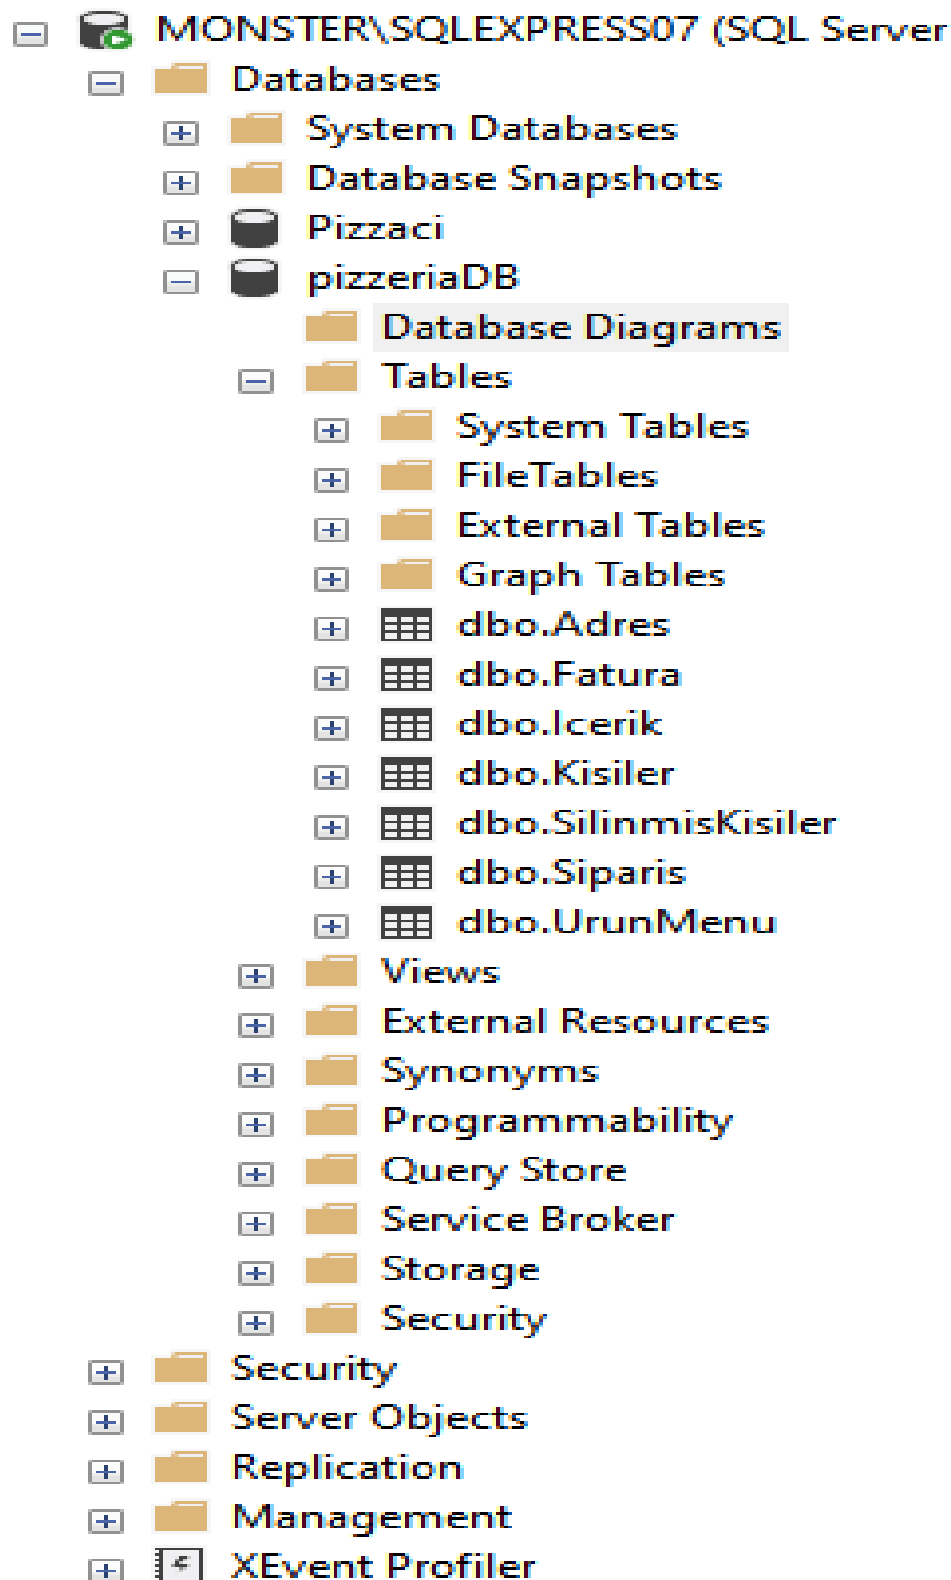 MONSTER\SQLEXPRESS07 (SQL Server
Databases
System Databases
Database Snapshots
Pizzaci
pizzeriaDB
Database Diagrams
Tables
System Tables
FileTables
External Tables
Graph Tables
dbo.Adres
dbo.Fatura
dbo.Icerik
dbo.Kisiler
dbo.SilinmisKisiler
dbo.Siparis
dbo.UrunMenu
Views
External Resources
Synonyms
Programmability
Query Store
Service Broker
Storage
Security
Security
Server Objects
Replication
Management
XEvent Profiler